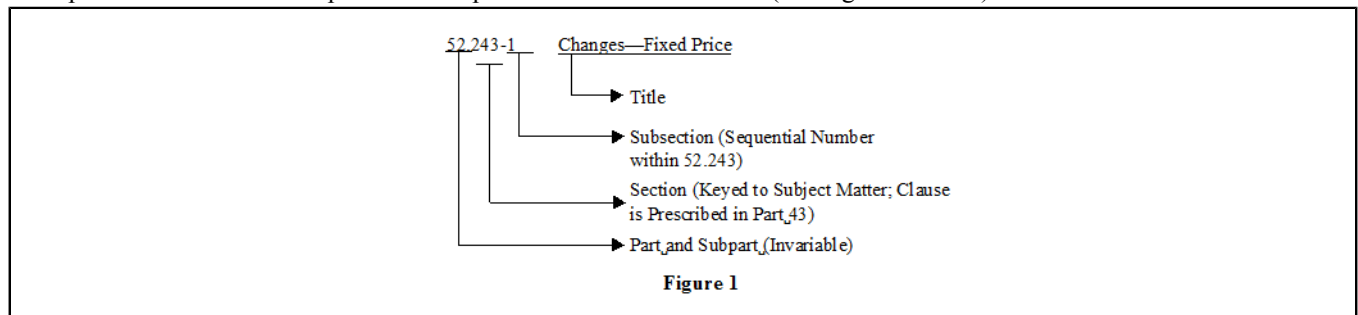 52.243-1 Changes—Fixed Price
Title
Subsection (Sequential Number
within 52.243)
Section (Keyed to Subject Matter; Clause
is Prescribed in Part 43)
Part and Subpart (Invariable)
Figure 1